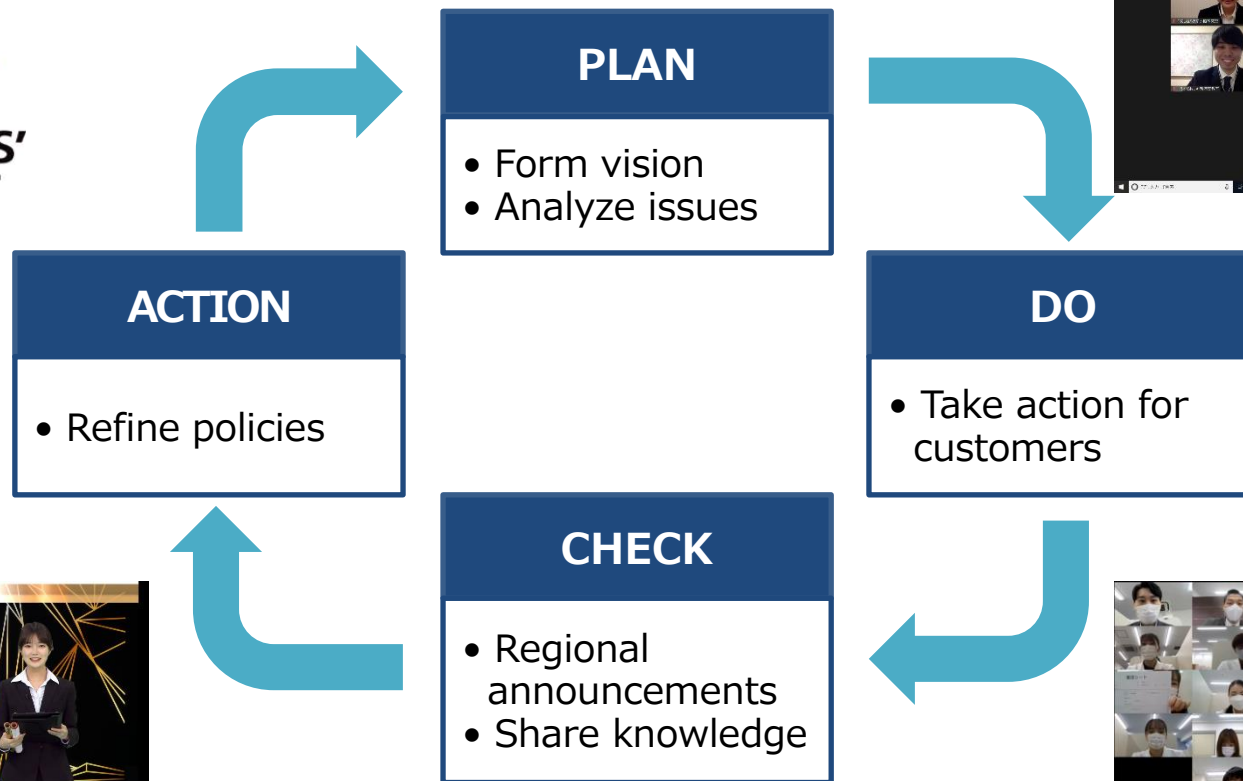 PLAN
• Form vision
• Analyze issues
S'
ACTION
• Refine policies
DO
• Take action for
customers
CHECK
• Regional
announcements
• Share knowledge